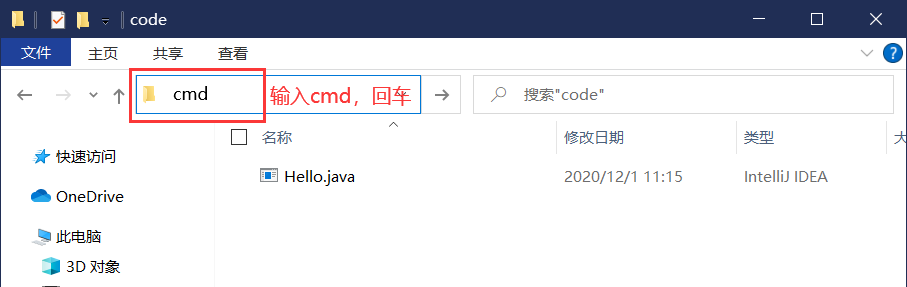 code
文件 主页 共享 查看
cmd 输入cmd，回车 搜索"code"
名称 修改日期 类型 大
快速访问
Hello.java 2020/12/1 11:15 IntelliJ IDEA
OneDrive
此电脑
3D 对象